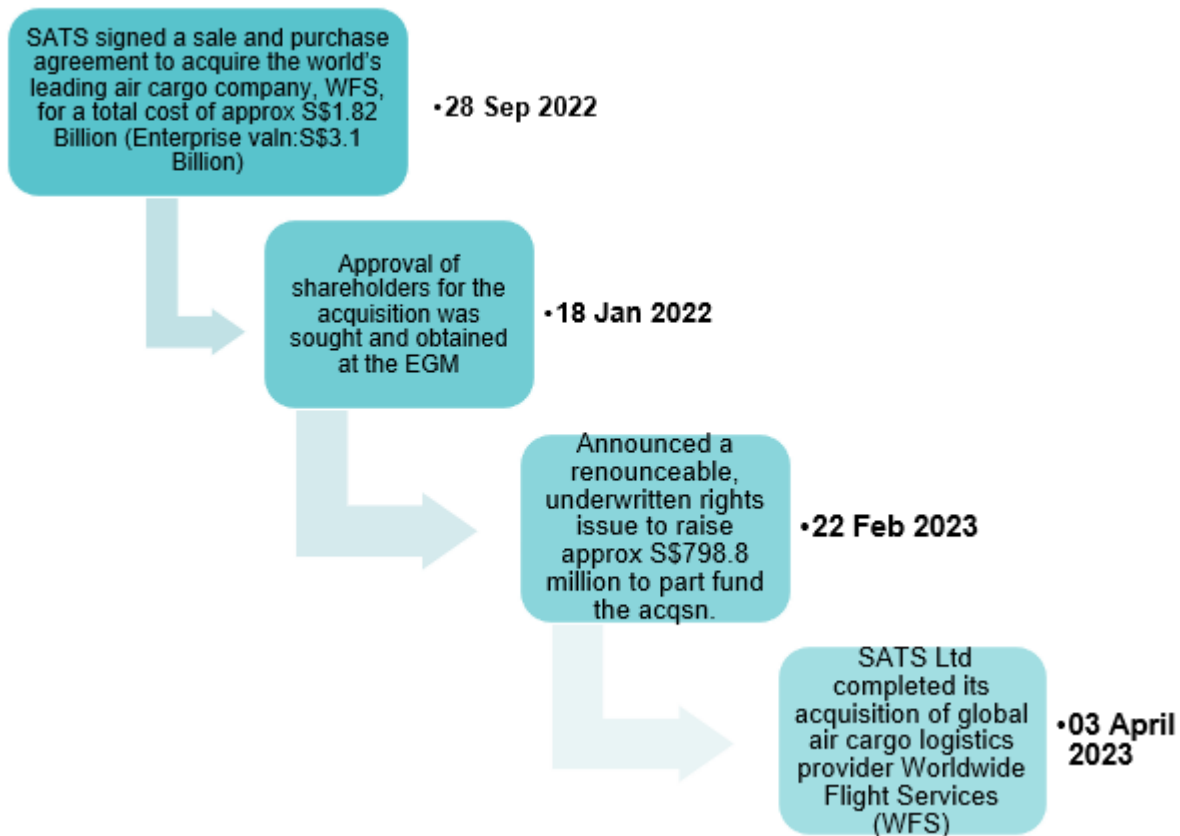 SATS signed a sale and purchase
agreement to acquire the world's
leading air cargo company, WFS,
for a total cost of approx S$1.82
Billion (Enterprise valn:S$3.1
Billion)
•28 Sep 2022
Approval of
shareholders for the
acquisition was
sought and obtained
at the EGM
•18 Jan 2022
Announced a
renounceable,
underwritten rights
issue to raise
approx S$798.8
million to part fund
the acqsn.
•22 Feb 2023
SATS Ltd
completed its
acquisition of global
air cargo logistics
provider Worldwide
Flight Services
(WFS)
•03 April
2023